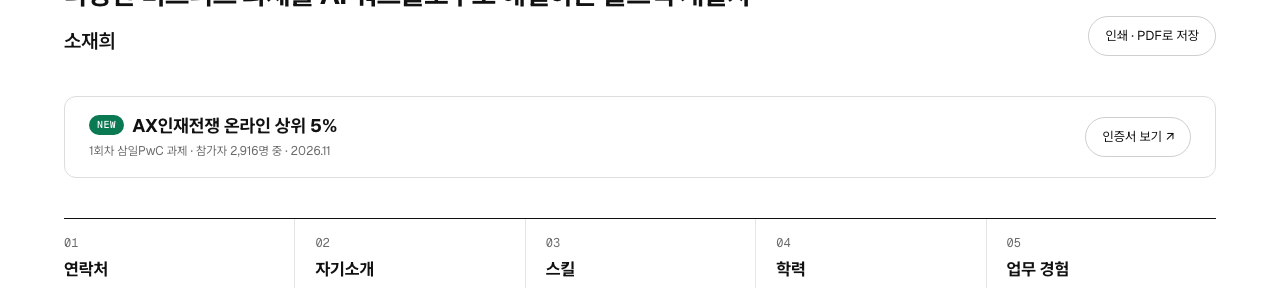 소재희
인쇄 · PDF로 저장
NEW AX인재전쟁 온라인 상위 5%
1회차 삼일PwC 과제 · 참가자 2,916명 중 · 2026.11
인증서 보기 ↗
01
연락처
02
자기소개
03
스킬
04
학력
05
업무 경험